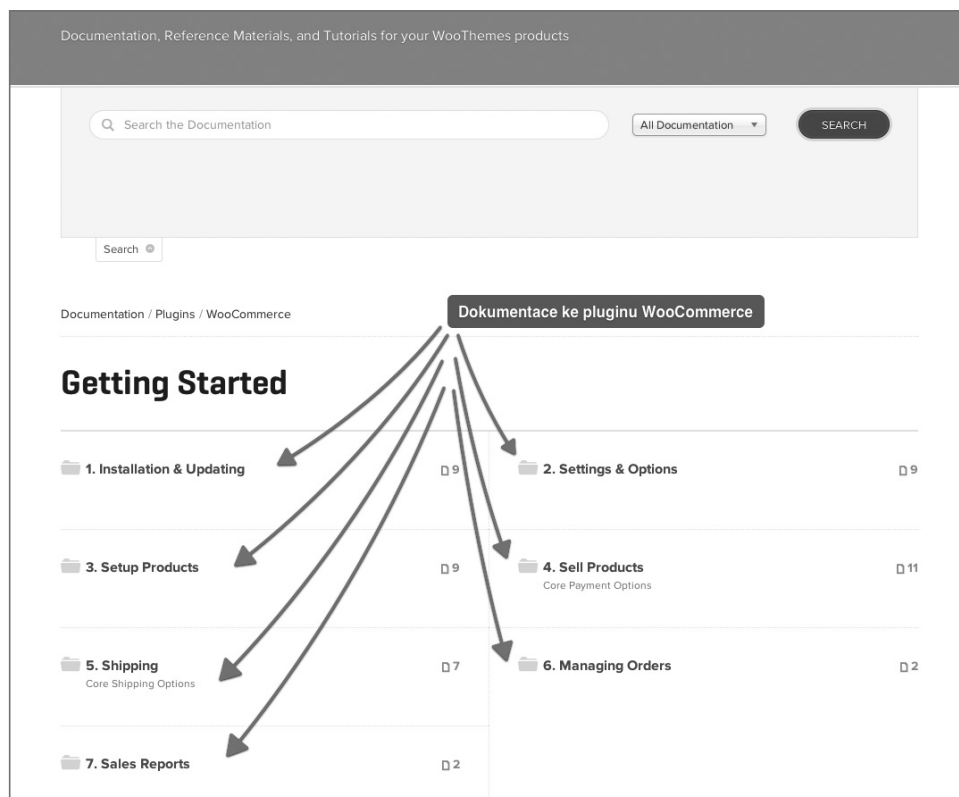 Documentation, Reference Materials, and Tutorials for your WooThemes products
Search the Documentation
All Documentation
SEARCH
Search
Documentation / Plugins / WooCommerce
Dokumentace ke pluginu WooCommerce
Getting Started
1. Installation & Updating
9
2. Settings & Options
9
3. Setup Products
9
4. Sell Products
11
Core Payment Options
5. Shipping
7
Core Shipping Options
6. Managing Orders
2
7. Sales Reports
2